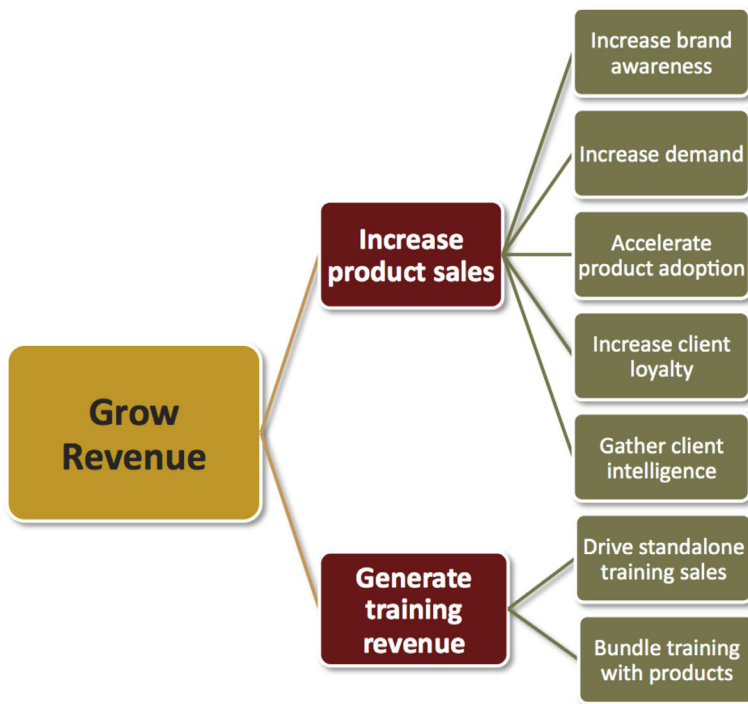 Grow
Revenue
Increase
product sales
Increase brand
awareness
Increase demand
Accelerate
product adoption
Increase client
loyalty
Gather client
intelligence
Generate
training
revenue
Drive standalone
training sales
Bundle training
with products